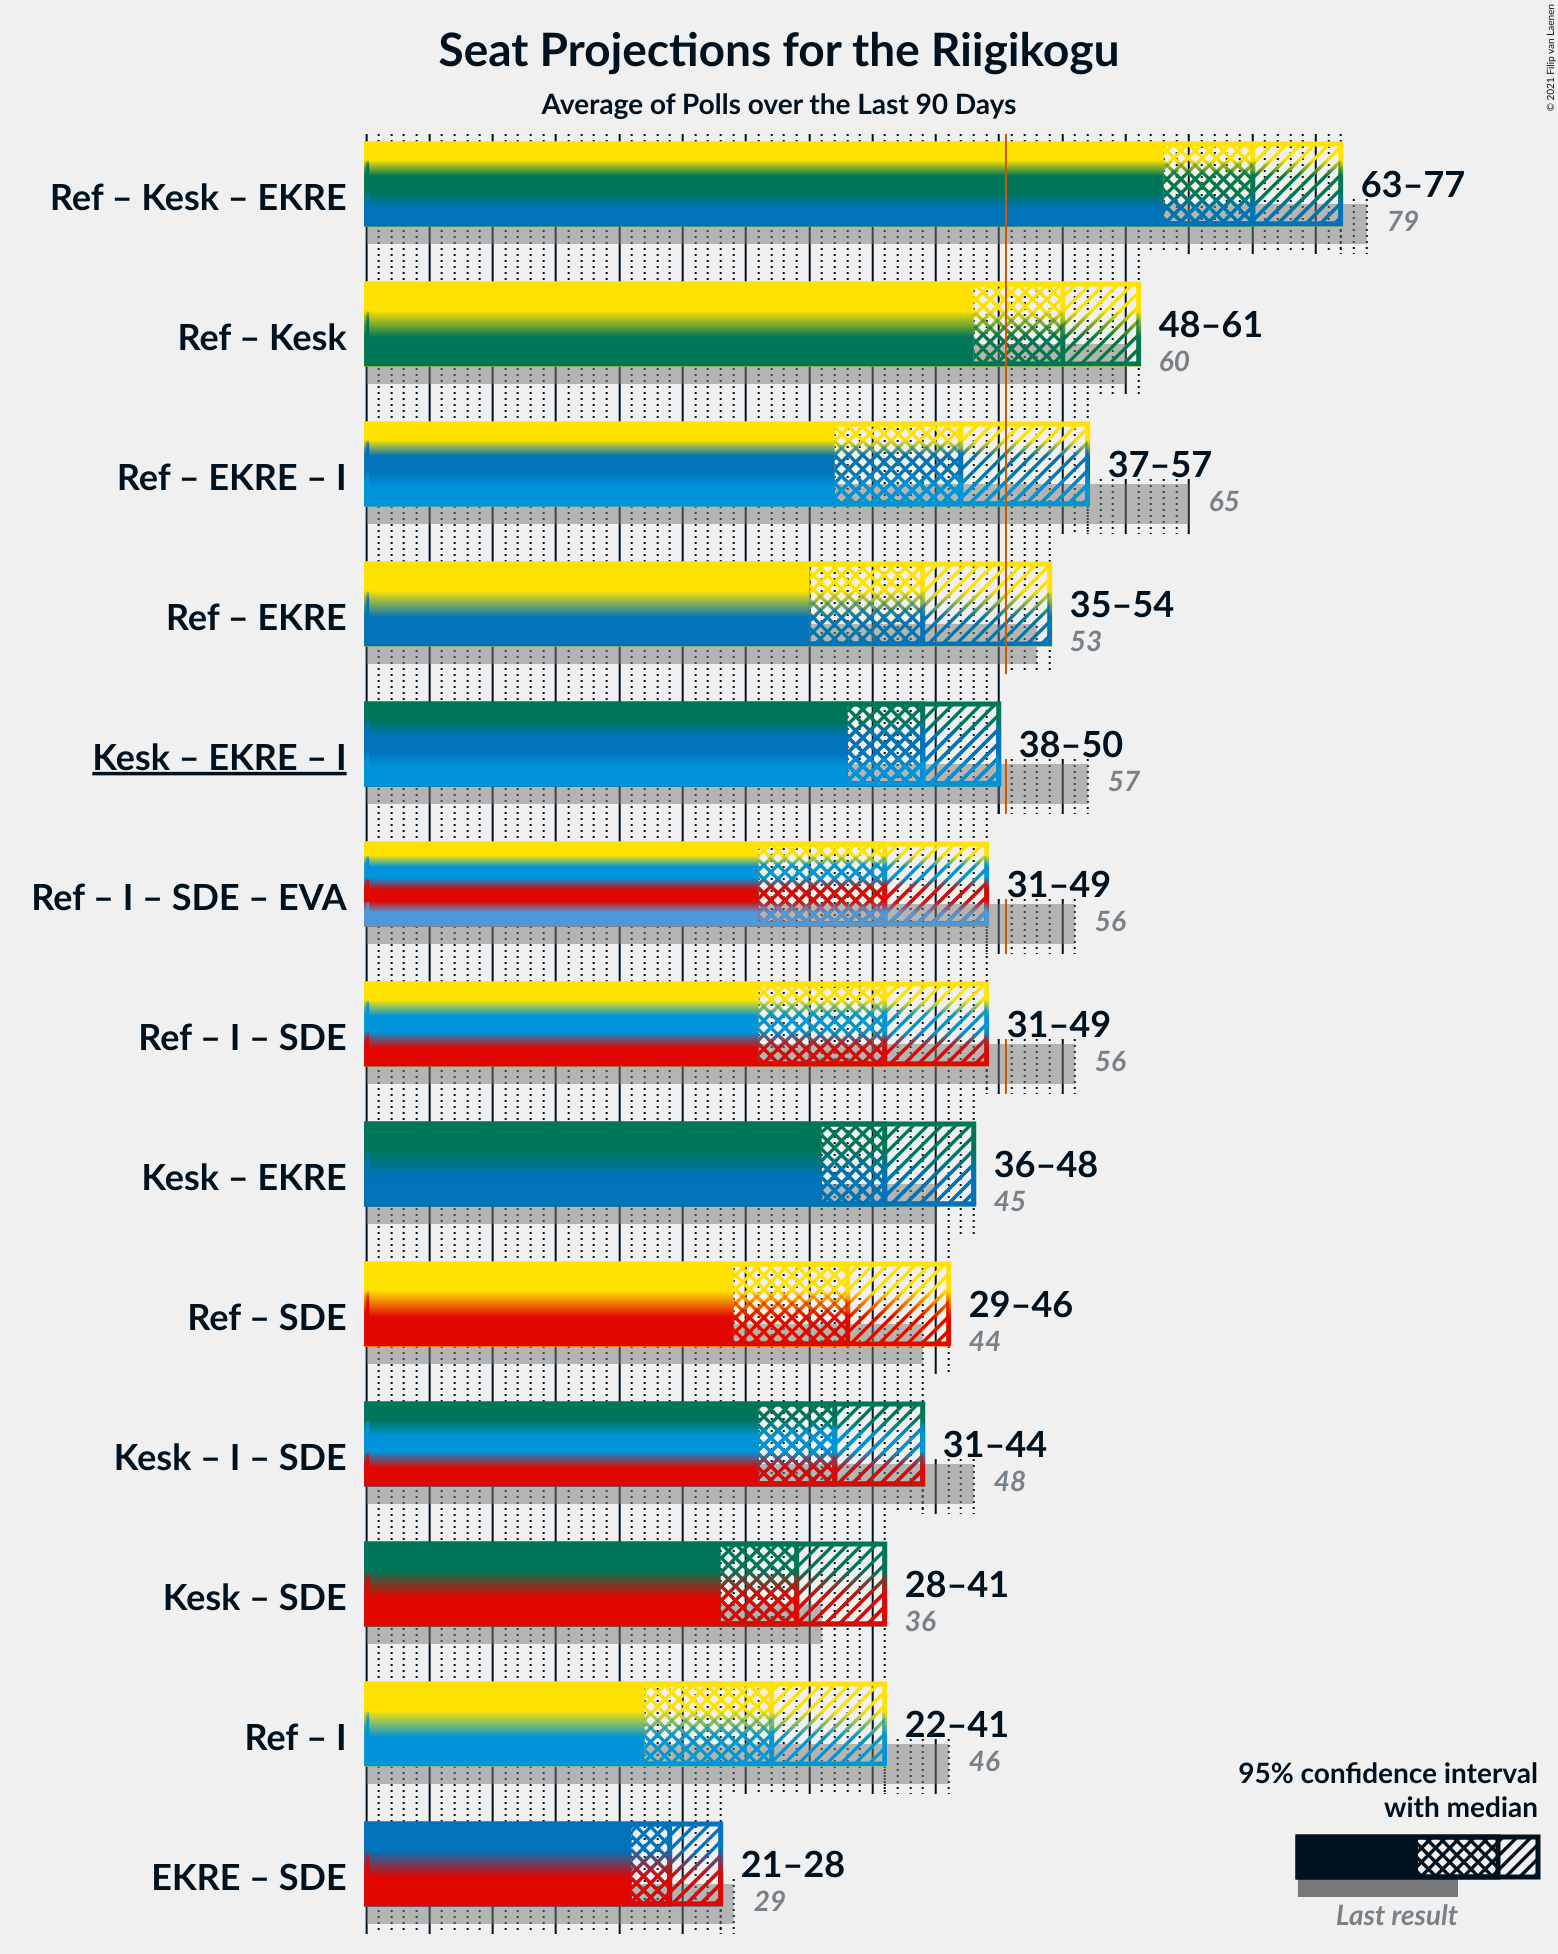 Seat Projections for the Riigikogu
Average of Polls over the Last 90 Days
© 2021 Filip van Laenen
Ref – Kesk – EKRE
63–77
79
Ref – Kesk
48–61
60
Ref – EKRE – I
37–57
65
Ref – EKRE
35–54
53
Kesk – EKRE – I
38–50
57
Ref – I – SDE – EVA
31–49
56
Ref – I – SDE
31–49
56
Kesk – EKRE
36–48
45
Ref – SDE
29–46
44
Kesk – I – SDE
31–44
48
Kesk – SDE
28–41
36
Ref – I
22–41
46
EKRE – SDE
21–28
29
95% confidence interval
with median
Last result